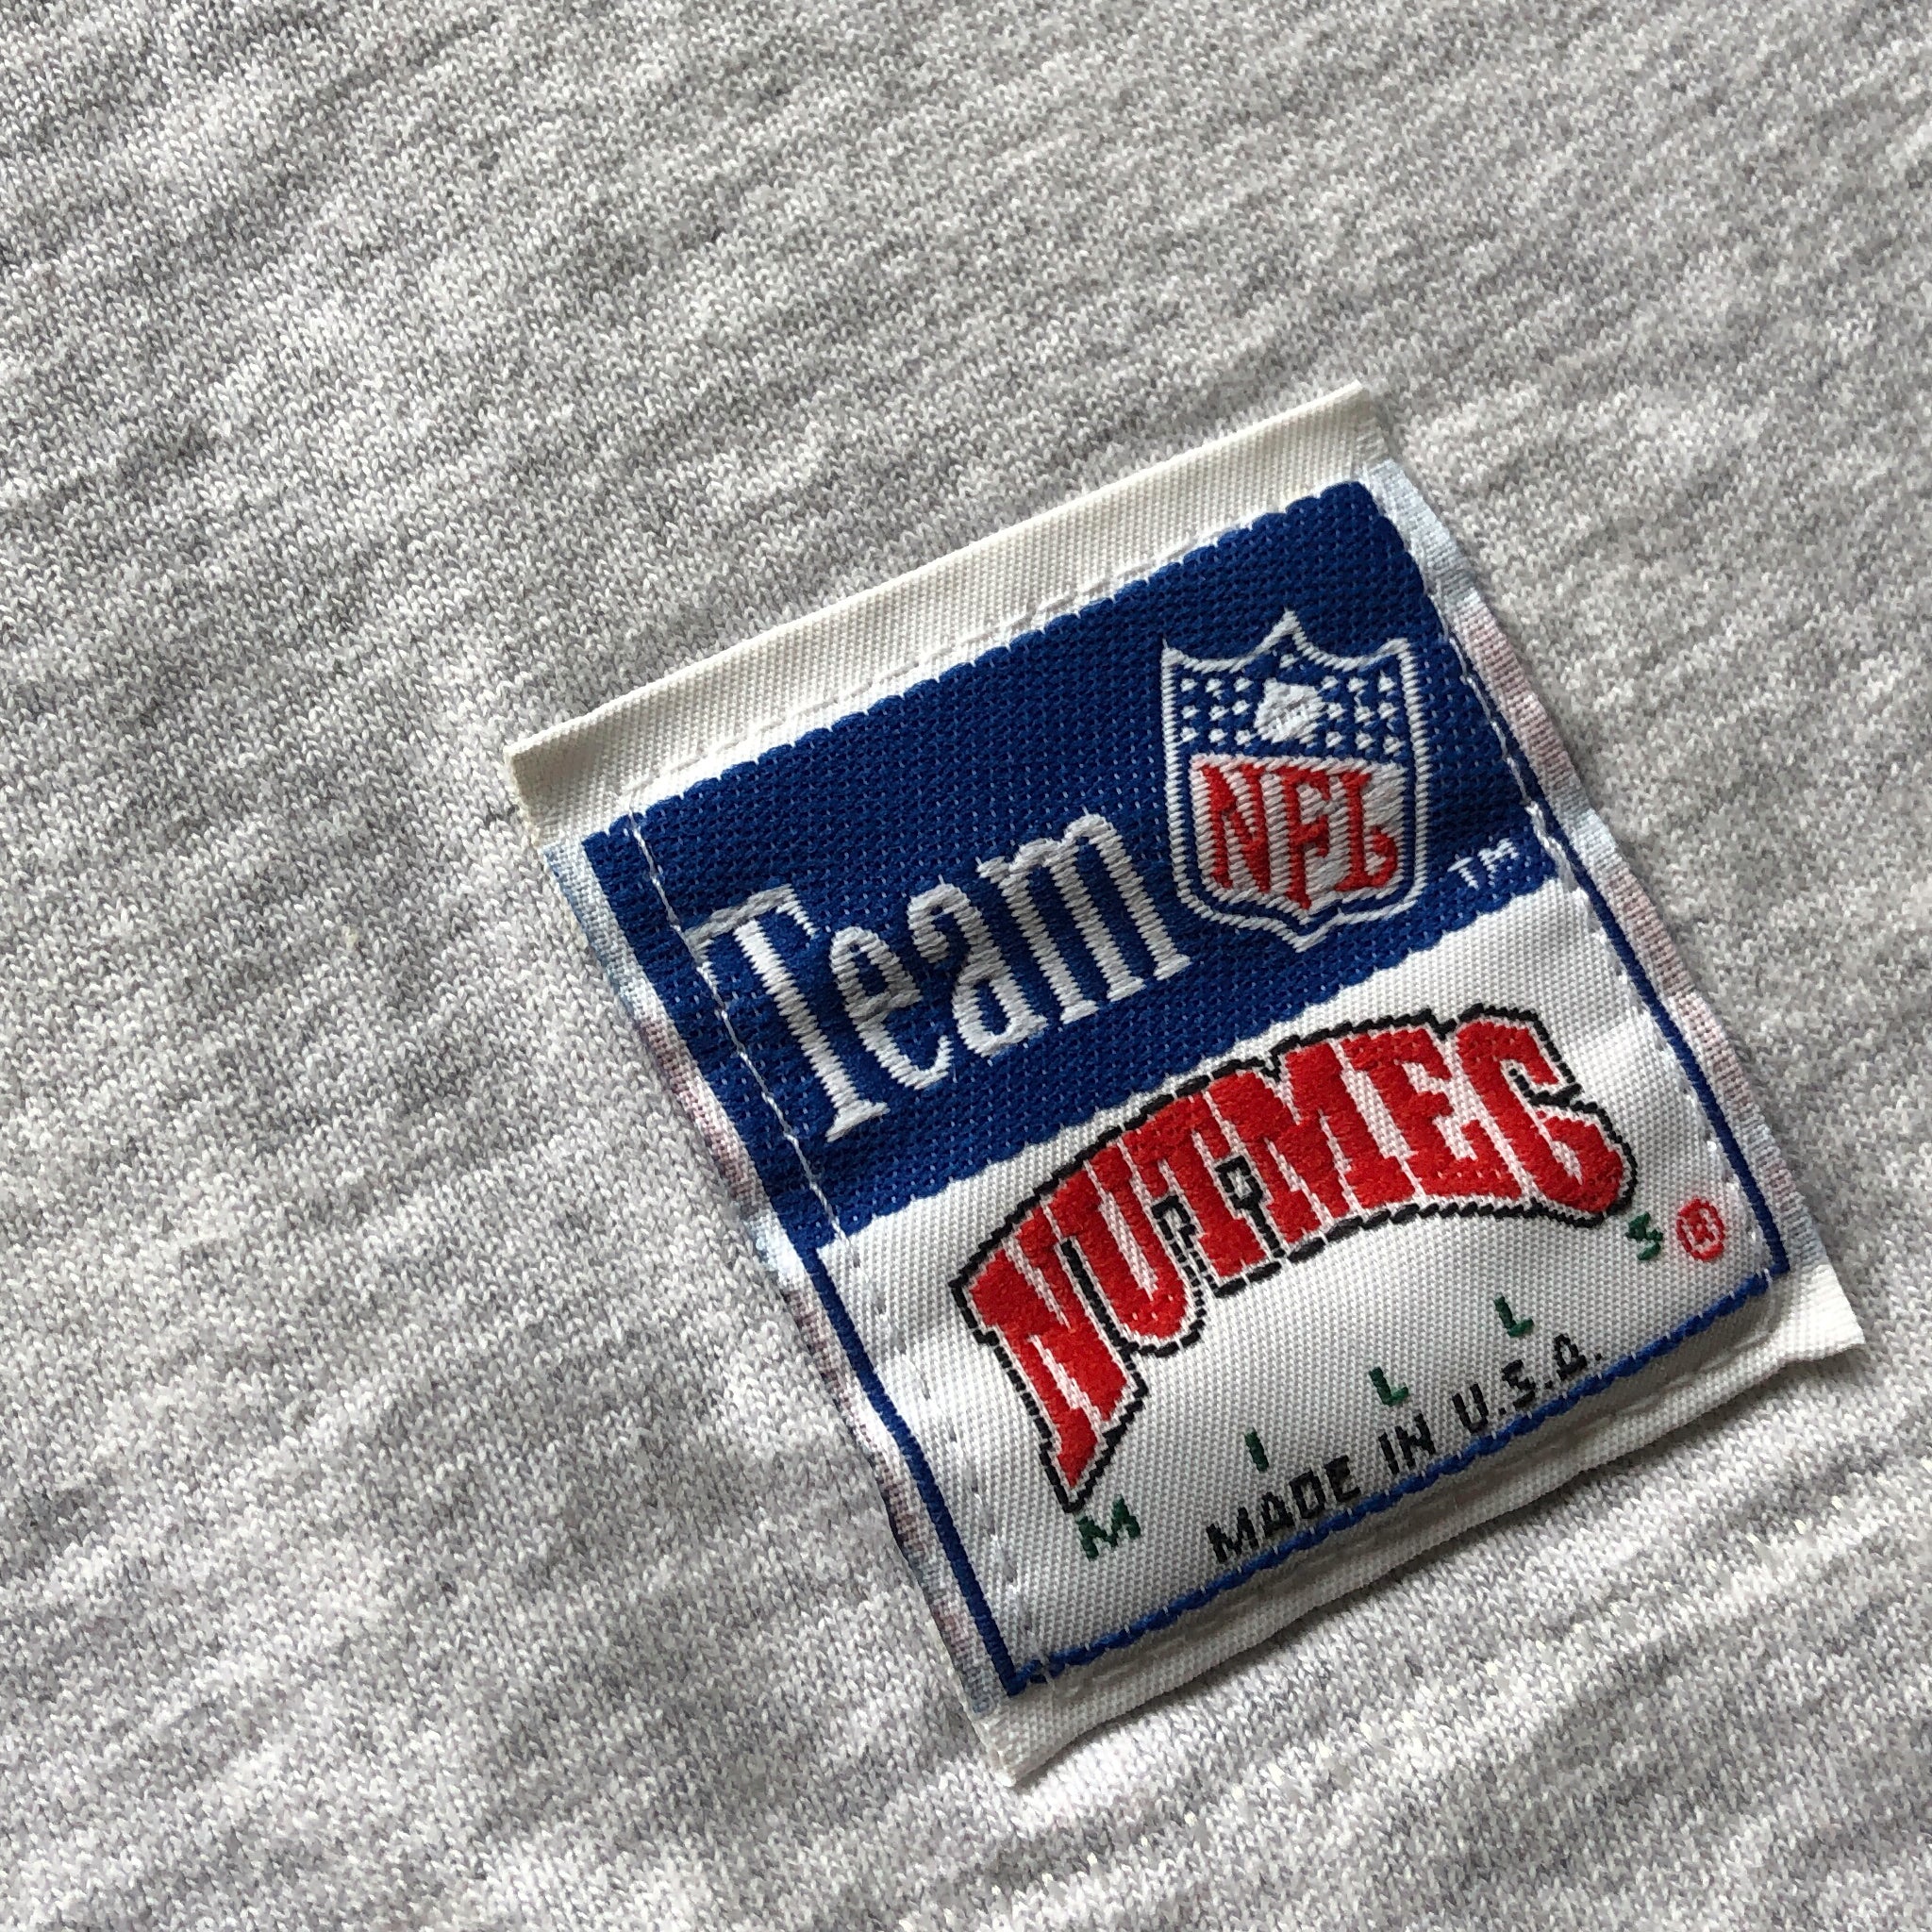 Team NFL ™
NUTMEG
MILLS ®
MADE IN U.S.A.